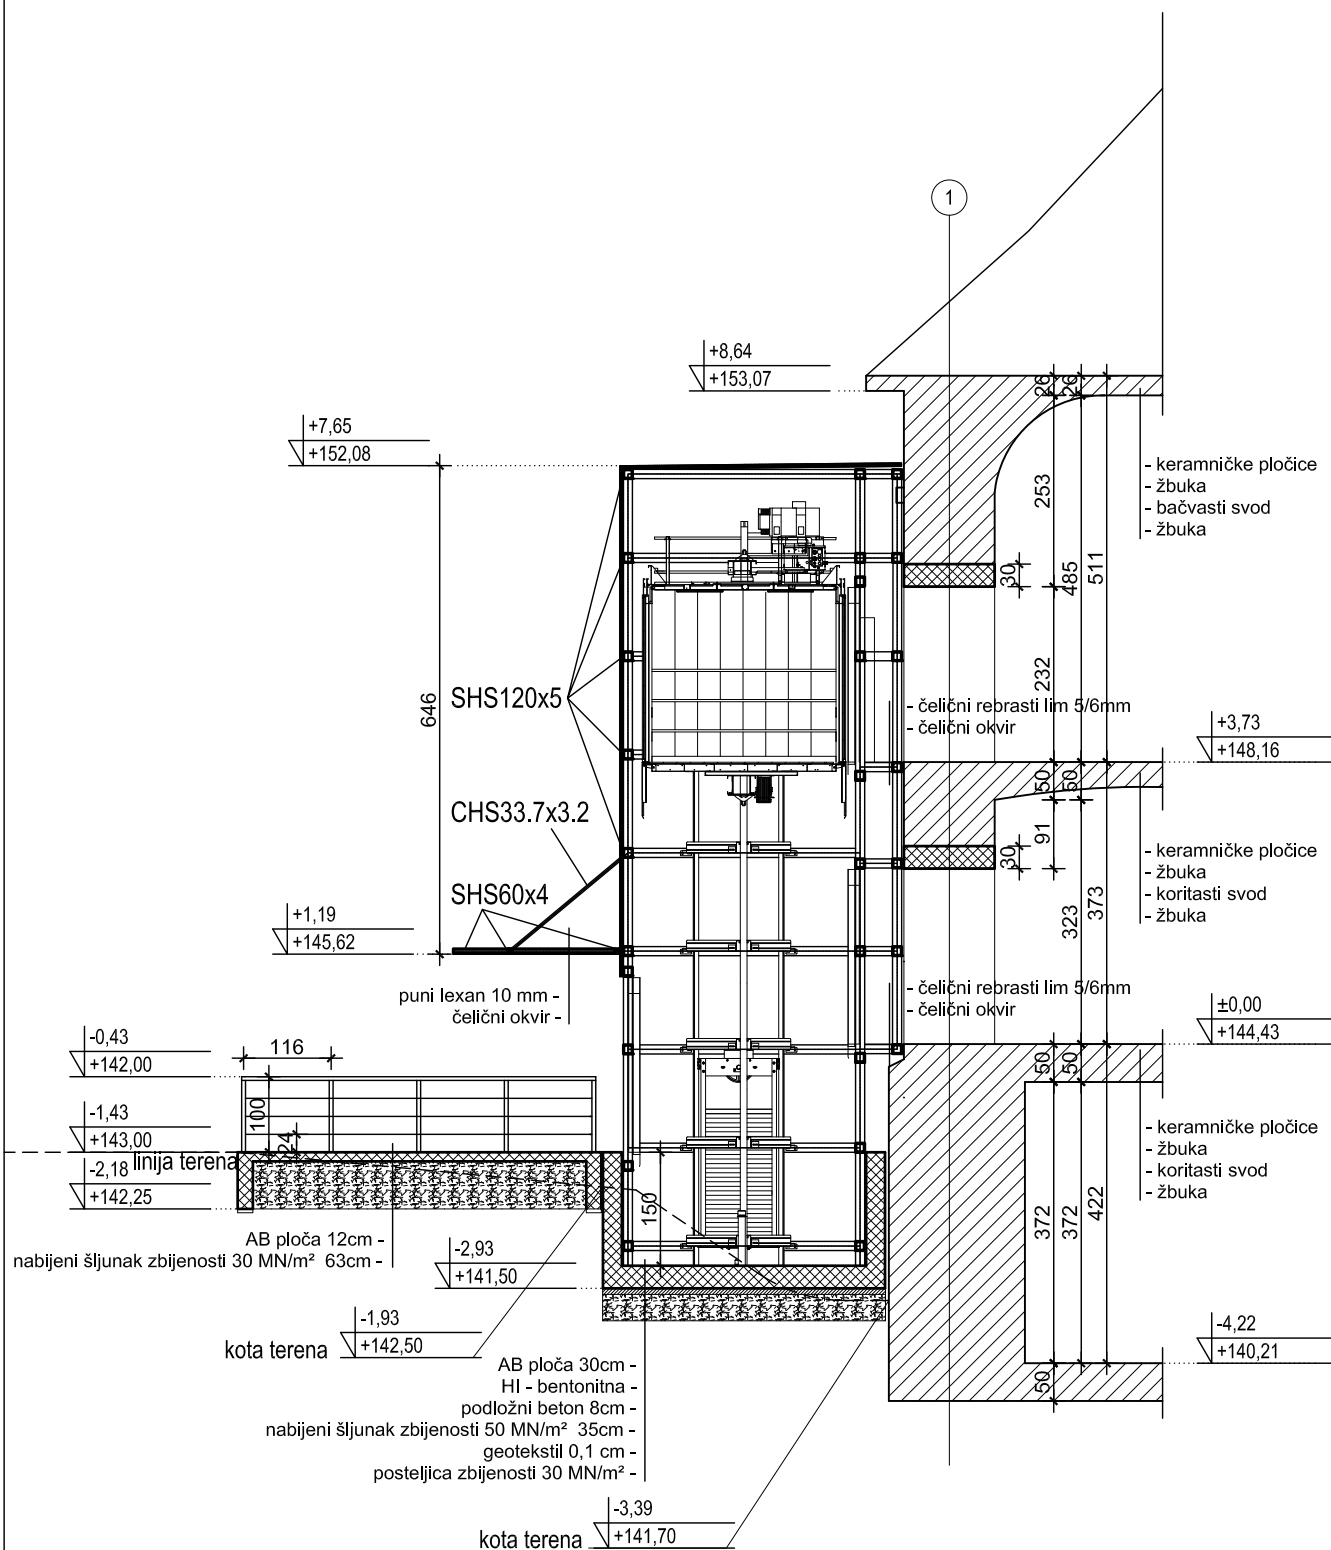 1
+8,64
+153,07
+7,65
+152,08
26
26
- keramničke pločice
- žbuka
- bačvasti svod
- žbuka
253
30
485
511
232
646
SHS120x5
- čelični rebrasti lim 5/6mm
- čelični okvir
+3,73
+148,16
50
50
CHS33.7x3.2
91
30
- keramničke pločice
- žbuka
- koritasti svod
- žbuka
SHS60x4
323
373
+1,19
+145,62
puni lexan 10 mm -
čelični okvir -
- čelični rebrasti lim 5/6mm
- čelični okvir
±0,00
+144,43
-0,43
+142,00
116
50
50
100
24
-1,43
+143,00
linija terena
-2,18
+142,25
- keramničke pločice
- žbuka
- koritasti svod
- žbuka
150
372
372
422
AB ploča 12cm -
nabijeni šljunak zbijenosti 30 MN/m² 63cm -
-2,93
+141,50
-1,93
kota terena +142,50
-4,22
+140,21
50
AB ploča 30cm -
HI - bentonitna -
podložni beton 8cm -
nabijeni šljunak zbijenosti 50 MN/m² 35cm -
geotekstil 0,1 cm -
posteljica zbijenosti 30 MN/m² -
-3,39
kota terena +141,70